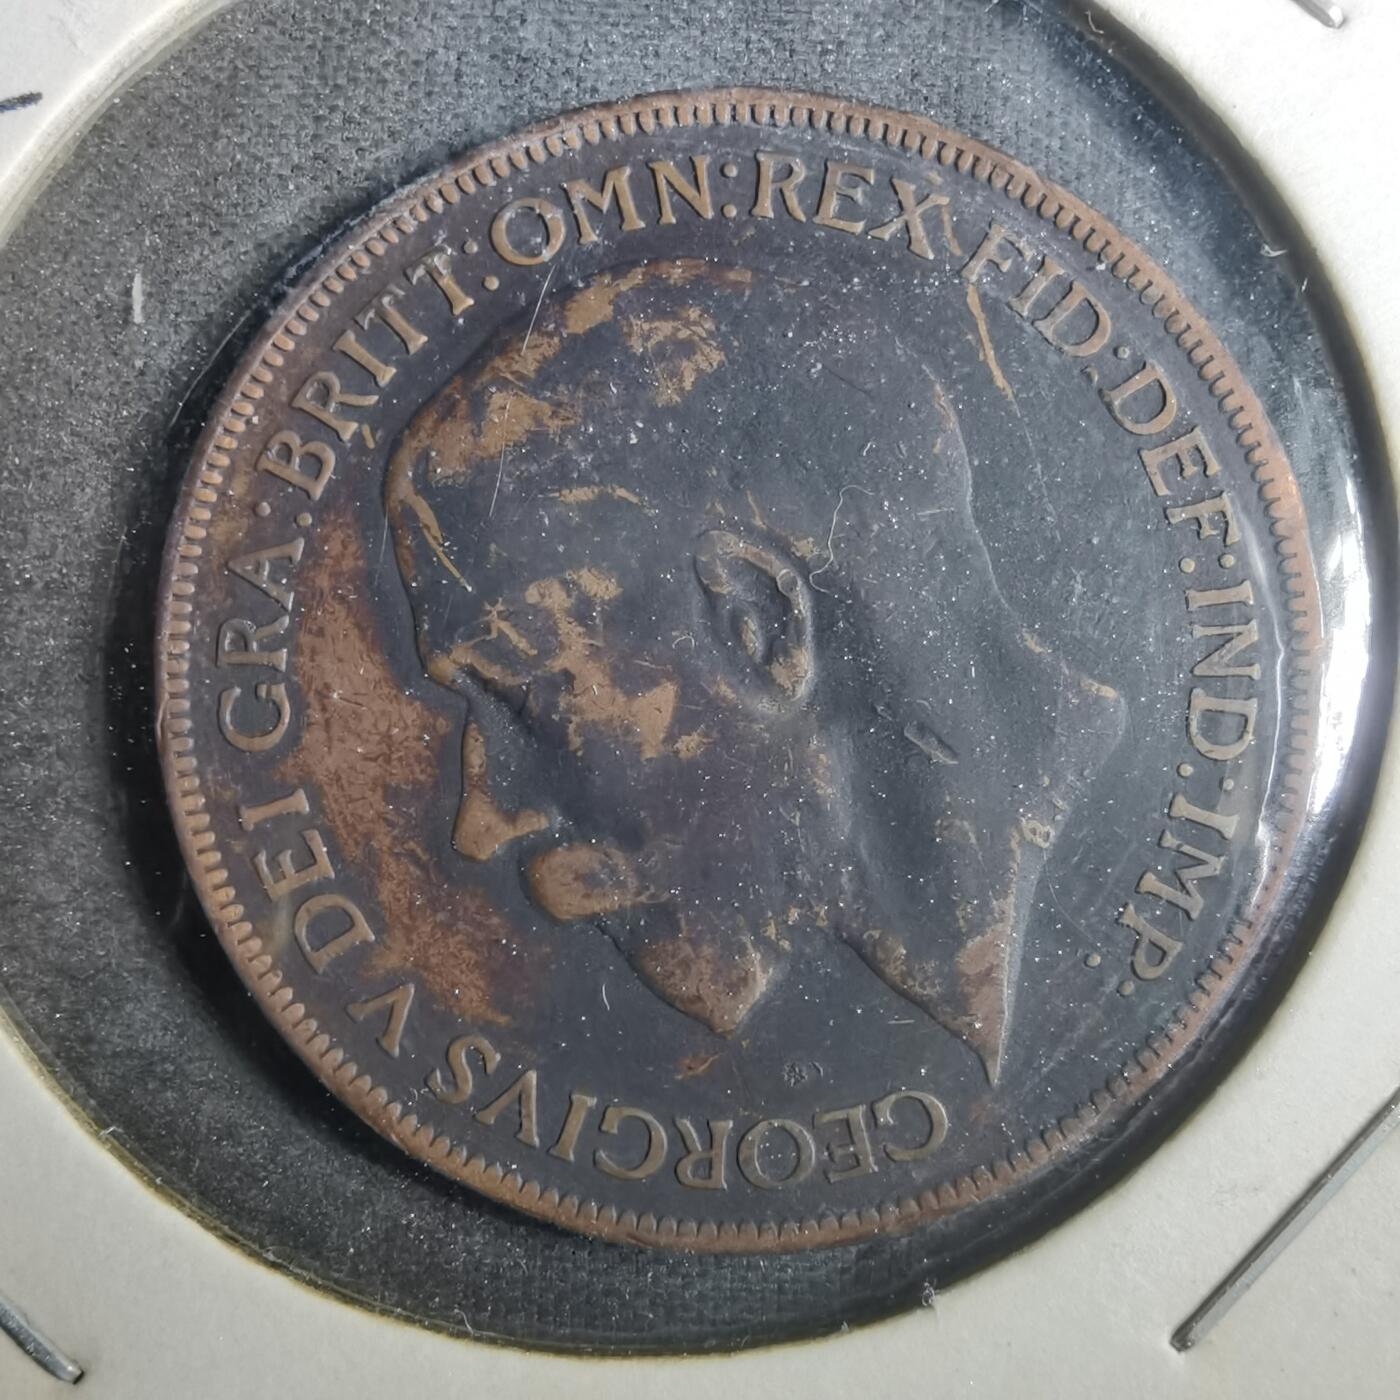 GEORGIVS V DEI GRA: BRITT: OMN: REX FID: DEF: IND: IMP: